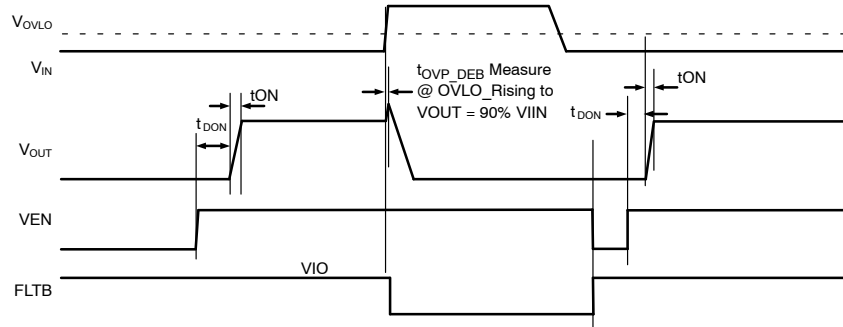 VOVLO
VIN
tOVP_DEB Measure
@ OVLO_Rising to
VOUT = 90% VIIN
tON
tON
tDON
tDON
VOUT
VEN
VIO
FLTB